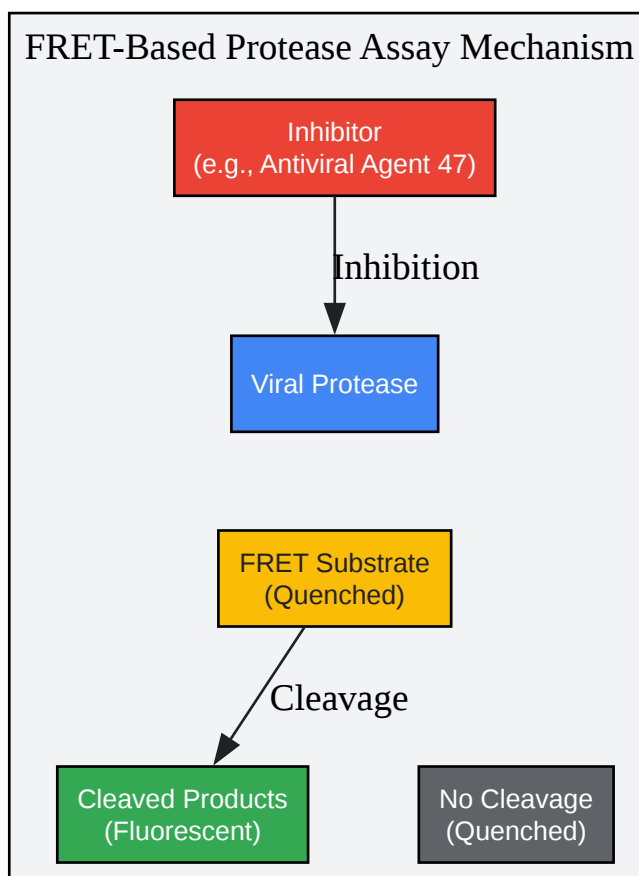 FRET-Based Protease Assay Mechanism
Inhibitor
(e.g., Antiviral Agent 47)
Inhibition
Viral Protease
FRET Substrate
(Quenched)
Cleavage
Cleaved Products
(Fluorescent)
No Cleavage
(Quenched)